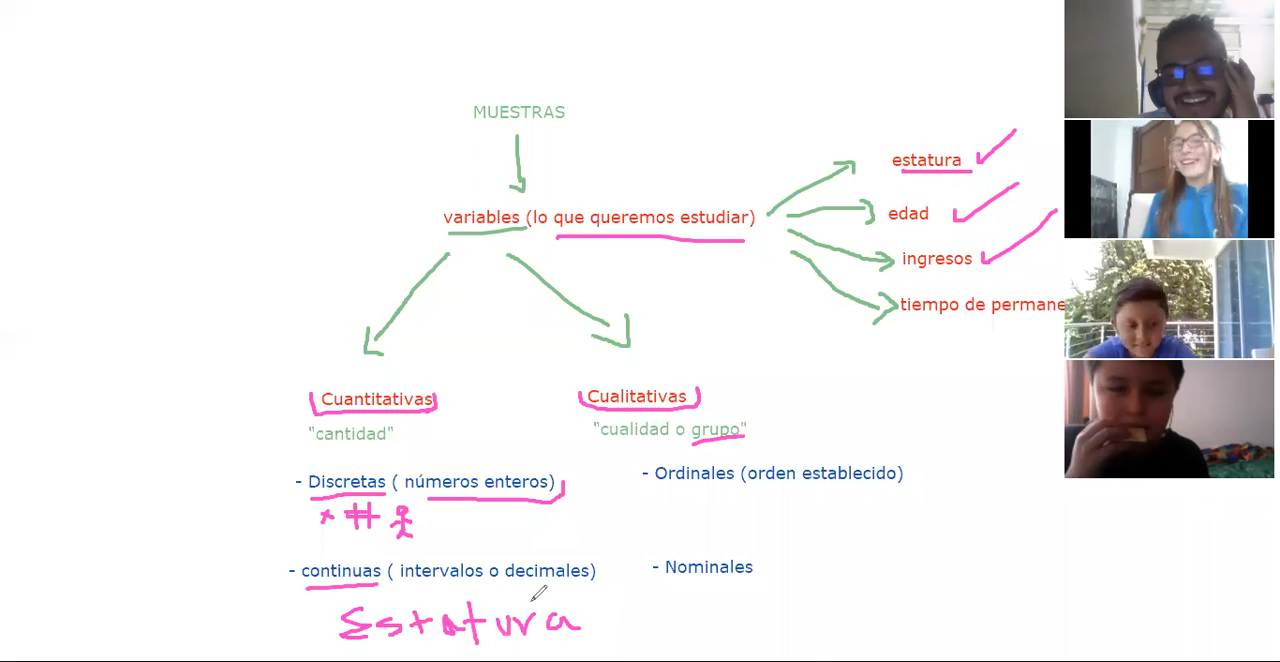 MUESTRAS
estatura
variables (lo que queremos estudiar)
edad
ingresos
tiempo de permane
Cuantitativas
Cualitativas
"cantidad"
"cualidad o grupo"
- Discretas ( números enteros)
- Ordinales (orden establecido)
* #
- continuas ( intervalos o decimales)
- Nominales
Estatura